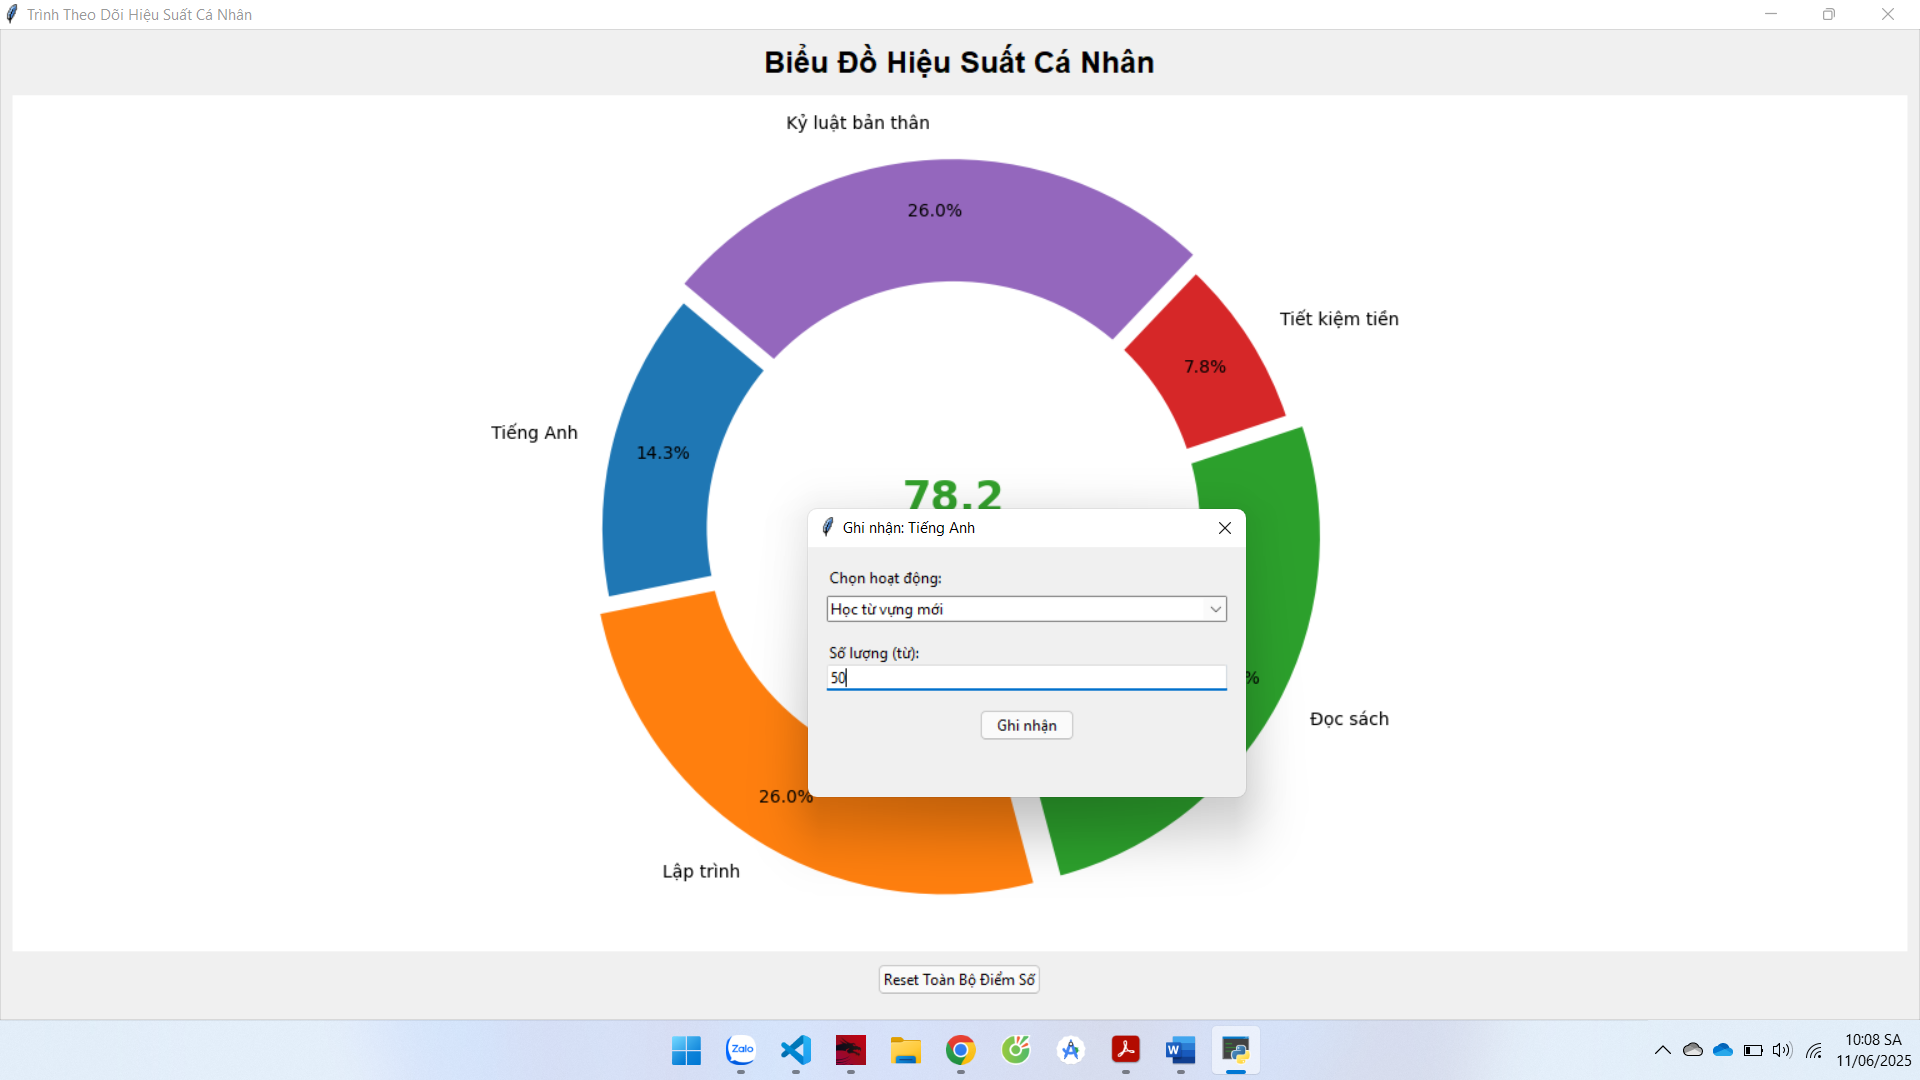 Trình Theo Dõi Hiệu Suất Cá Nhân
Biểu Đồ Hiệu Suất Cá Nhân
Kỷ luật bản thân
26.0%
Tiết kiệm tiền
7.8%
Tiếng Anh
14.3%
78.2
Ghi nhận: Tiếng Anh
Chọn hoạt động:
Học từ vựng mới
Số lượng (từ):
50
%
Ghi nhận
Đọc sách
26.0%
Lập trình
Reset Toàn Bộ Điểm Số
Zalo
W
10:08 SA
11/06/2025